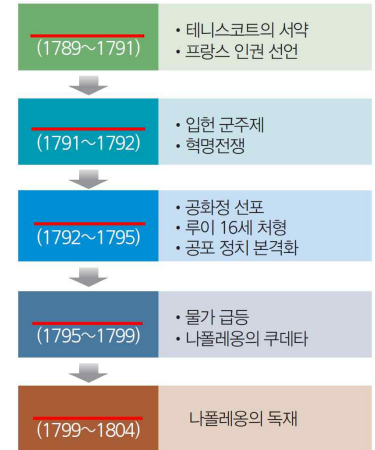 (1789~1791)
• 테니스코트의 서약
• 프랑스 인권 선언
(1791~1792)
• 입헌 군주제
• 혁명전쟁
(1792~1795)
• 공화정 선포
• 루이 16세 처형
• 공포 정치 본격화
(1795~1799)
• 물가 급등
• 나폴레옹의 쿠데타
(1799~1804)
나폴레옹의 독재